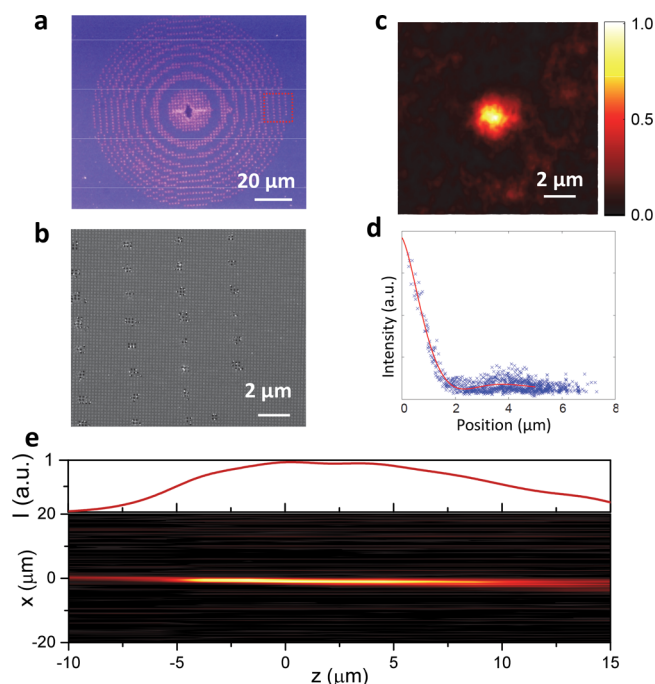 a
20 μm
b
2 μm
c
2 μm
1.0
0.5
0.0
d
Intensity (a.u.)
0 2 4 6 8
Position (μm)
e
I (a.u.)
1
20
0
-20
x (μm)
-10 -5 0 5 10 15
z (μm)